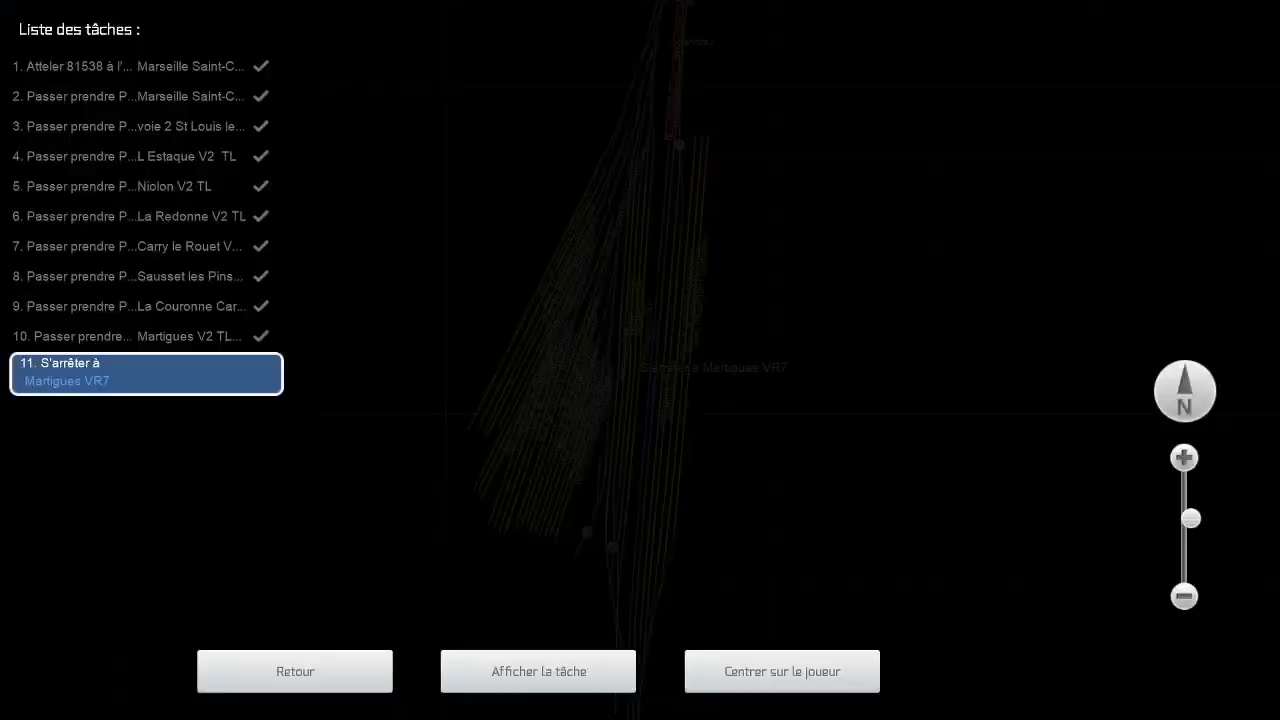 Liste des tâches :
1. Atteler 81538 à l'... Marseille Saint-C...
2. Passer prendre P...Marseille Saint-C...
3. Passer prendre P...voie 2 St Louis le...
4. Passer prendre P...L Estaque V2 TL
5. Passer prendre P...Niolon V2 TL
6. Passer prendre P...La Redonne V2 TL
7. Passer prendre P...Carry le Rouet V...
8. Passer prendre P...Sausset les Pins...
9. Passer prendre P...La Couronne Car...
10. Passer prendre... Martigues V2 TL...
11. S'arrêter à
Martigues VR7
S'arrêter à Martigues VR7
N
Retour
Afficher la tâche
Centrer sur le joueur